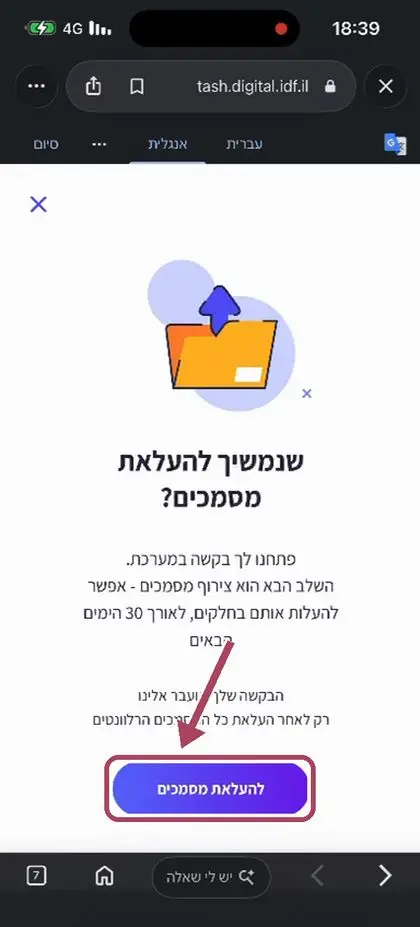 4G
18:39
tash.digital.idf.il
עברית
אנגלית
סיום
שנמשיך להעלאת
מסמכים?
פתחנו לך בקשה במערכת.
השלב הבא הוא צירוף מסמכים - אפשר
להעלות אותם בחלקים, לאורך 30 הימים
הבאים
הבקשה שלך עבר אלינו
רק לאחר העלאת כל המסמכים הרלוונטים
להעלאת מסמכים
7
יש לי שאלה